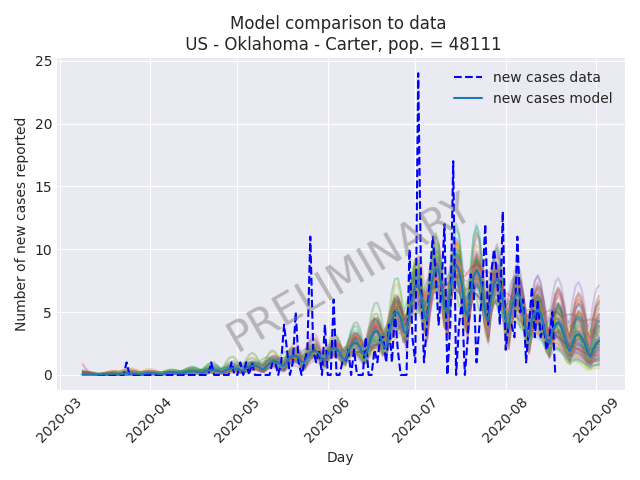 Model comparison to data
US - Oklahoma - Carter, pop. = 48111
Number of new cases reported
25
20
15
10
5
0
new cases data
new cases model
PRELIMINARY
2020-03
2020-04
2020-05
2020-06
2020-07
2020-08
2020-09
Day